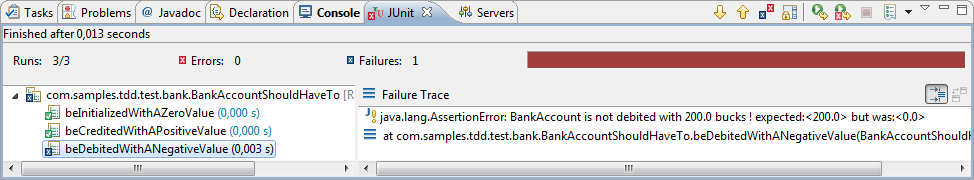 Tasks Problems @ Javadoc Declaration Console JUnit Servers
Finished after 0,013 seconds
Runs: 3/3 Errors: 0 Failures: 1
com.samples.tdd.test.bank.BankAccountShouldHaveTo [R
beInitializedWithAZeroValue (0,000 s)
beCreditedWithAPositiveValue (0,000 s)
beDebitedWithANegativeValue (0,003 s)
Failure Trace
java.lang.AssertionError: BankAccount is not debited with 200.0 bucks ! expected:<200.0> but was:<0.0>
at com.samples.tdd.test.bank.BankAccountShouldHaveTo.beDebitedWithANegativeValue(BankAccountShouldH